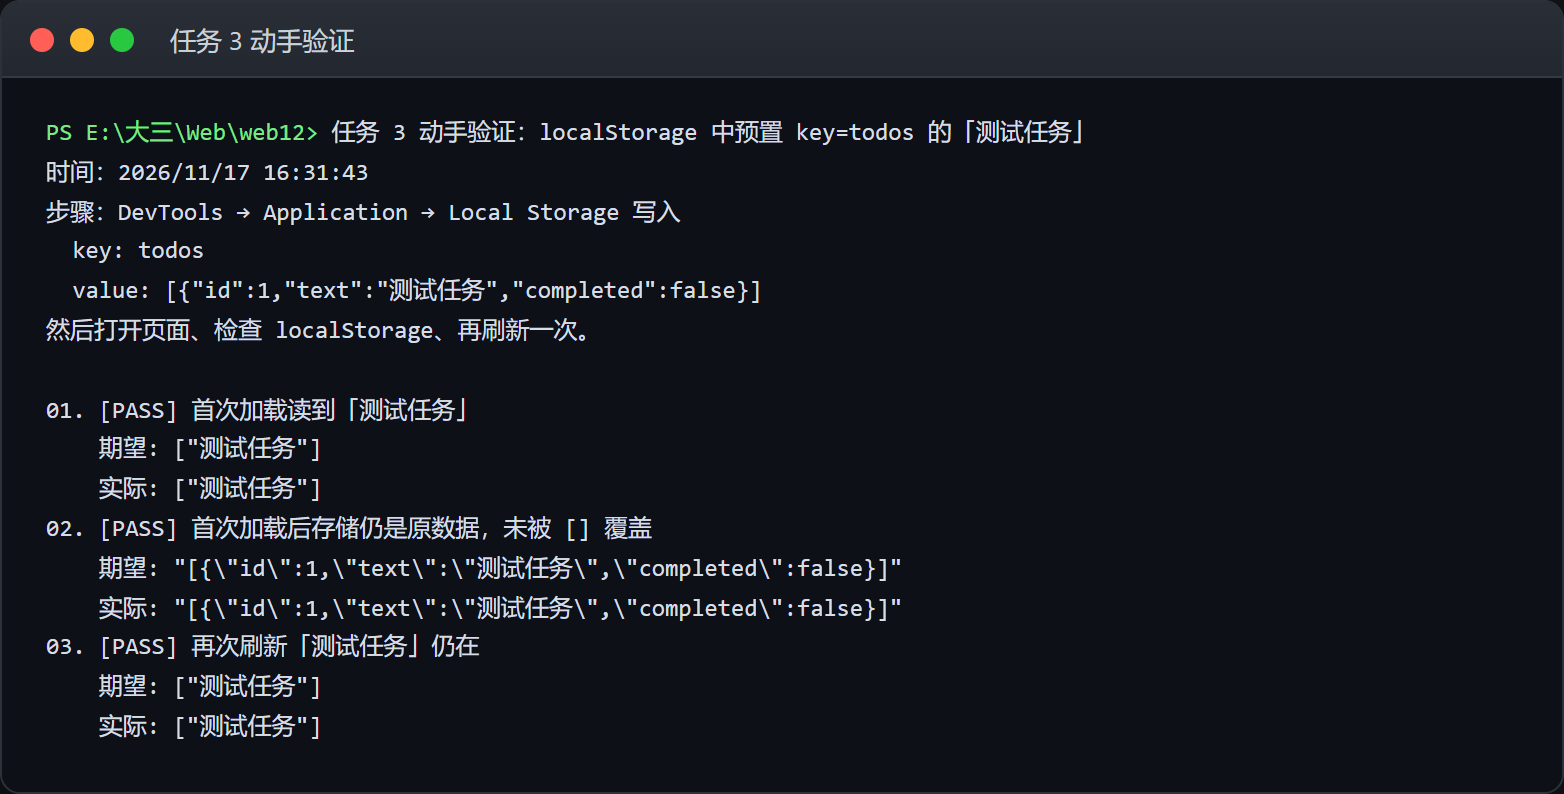 任务 3 动手验证
PS E:\大三\Web\web12> 任务 3 动手验证：localStorage 中预置 key=todos 的「测试任务」
时间：2026/11/17 16:31:43
步骤：DevTools → Application → Local Storage 写入
key: todos
value: [{"id":1,"text":"测试任务","completed":false}]
然后打开页面、检查 localStorage、再刷新一次。
01. [PASS] 首次加载读到「测试任务」
期望: ["测试任务"]
实际: ["测试任务"]
02. [PASS] 首次加载后存储仍是原数据，未被 [] 覆盖
期望: "[{\"id\":1,\"text\":\"测试任务\",\"completed\":false}]"
实际: "[{\"id\":1,\"text\":\"测试任务\",\"completed\":false}]"
03. [PASS] 再次刷新「测试任务」仍在
期望: ["测试任务"]
实际: ["测试任务"]